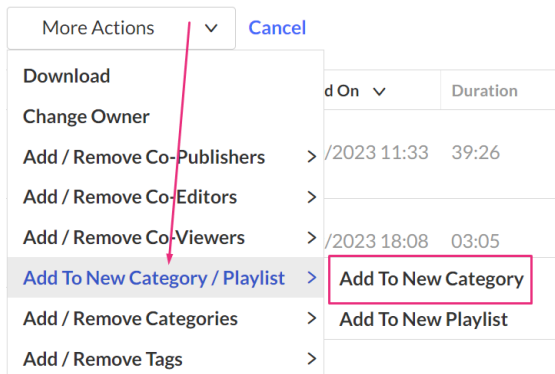 More Actions Cancel
Download
Change Owner
d On Duration
Add / Remove Co-Publishers
/2023 11:33 39:26
Add / Remove Co-Editors
Add / Remove Co-Viewers
/2023 18:08 03:05
Add To New Category / Playlist
Add To New Category
Add / Remove Categories
Add To New Playlist
Add / Remove Tags